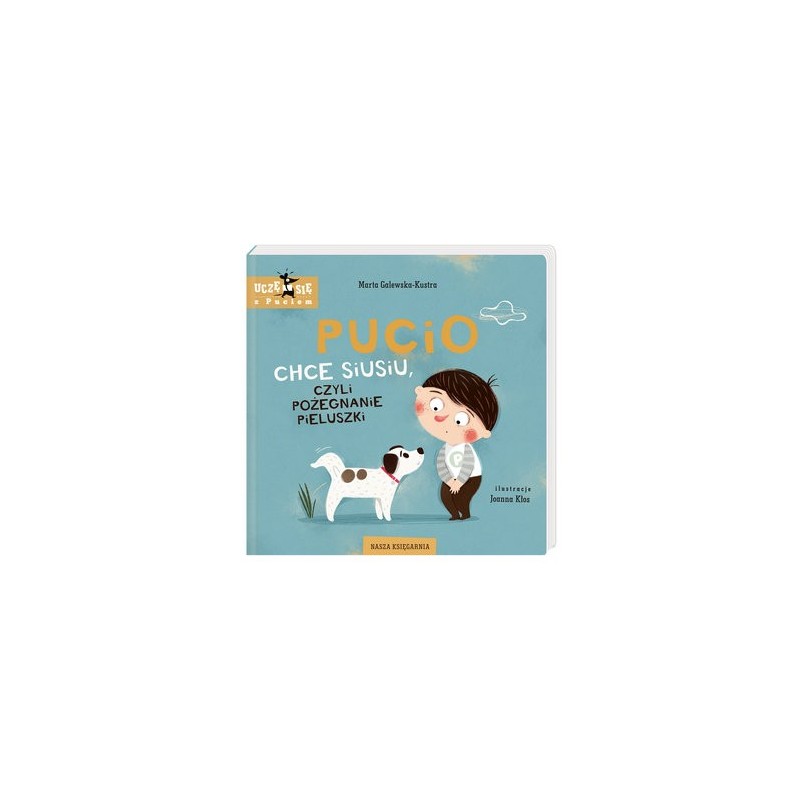 Marta Galewska-Kustra
UCZĘ SIĘ
z Puciem
PUCiO
CHCE SiUSiU,
CZYLi
POŻEGNANiE
PiELUSZKi
P
ilustracje
Joanna Kłos
NASZA KSIĘGARNIA